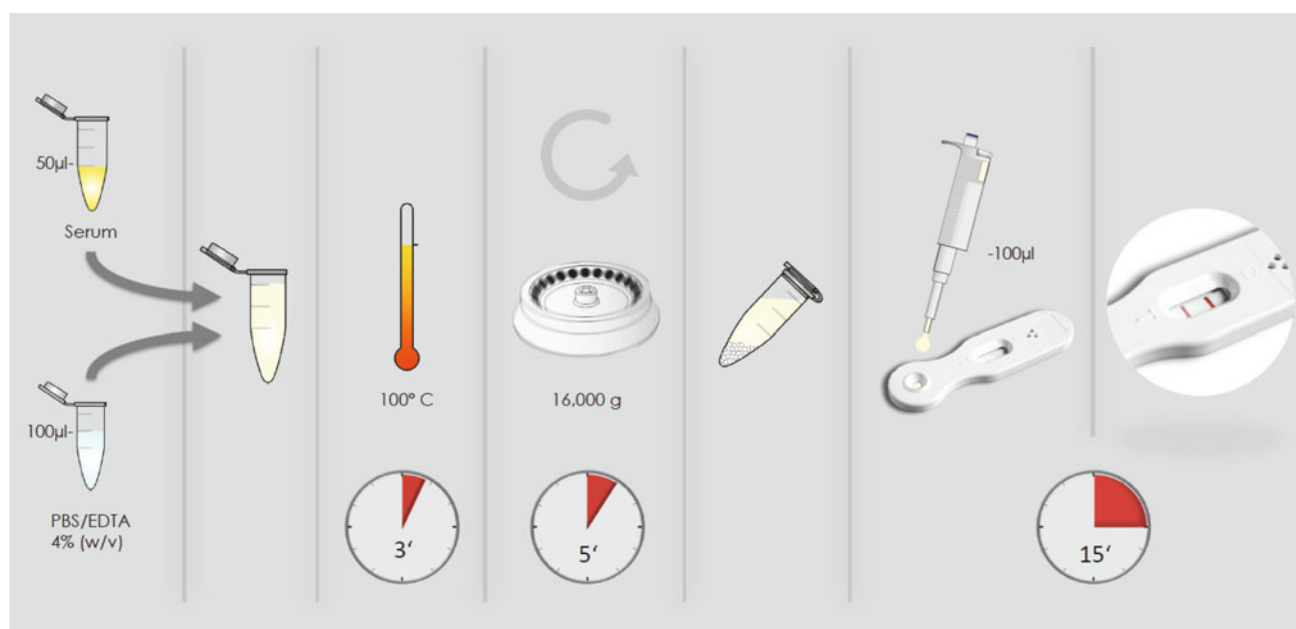 50µl-
Serum
100µl-
PBS/EDTA
4% (w/v)
100° C
3‘
16,000 g
5‘
-100µl
15‘